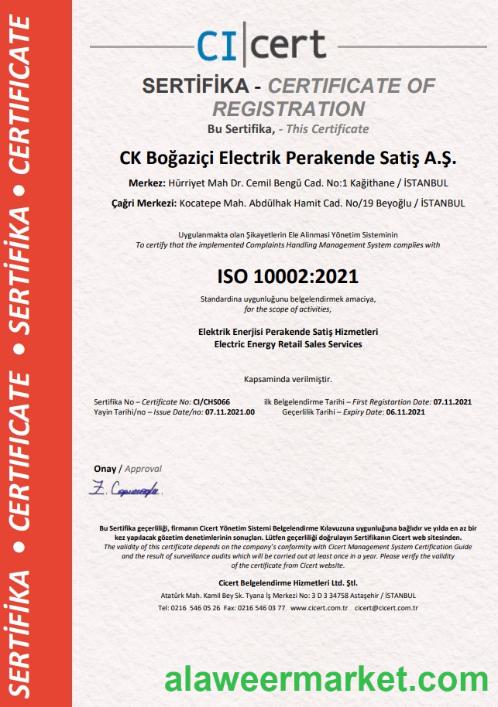 CI cert
SERTİFİKA - CERTIFICATE OF
REGISTRATION
Bu Sertifika, - This Certificate
CK Boğaziçi Electrik Perakende Satiş A.Ş.
Merkez: Hürriyet Mah Dr. Cemil Bengü Cad. No:1 Kağithane / İSTANBUL
Çağri Merkezi: Kocatepe Mah. Abdülhak Hamit Cad. No/19 Beyoğlu / İSTANBUL
Uygulanmakta olan Şikayetlerin Ele Alinmasi Yönetim Sisteminin
To certify that the implemented Complaints Handling Management System complies with
ISO 10002:2021
Standardina uygunluğunu belgelendirmek amaciya,
for the scope of activities,
Elektrik Enerjisi Perakende Satiş Hizmetleri
Electric Energy Retail Sales Services
Kapsaminda verilmiştir.
Sertifika No – Certificate No: CI/CHS066
ilk Belgelendirme Tarihi – First Registartion Date: 07.11.2021
Yayin Tarihi/no – Issue Date/no: 07.11.2021.00
Geçerlilik Tarihi – Expiry Date: 06.11.2021
Onay / Approval
Bu Sertifika geçerliliği, firmanın Cicert Yönetim Sistemi Belgelendirme Kılavuzuna uygunluğuna bağlıdır ve yılda en az bir
kez yapılacak gözetim denetimlerinin sonuçları. Lütfen geçerliliği doğrulayın Sertifikanın Cicert web sitesinden.
The validity of this certificate depends on the company's conformity with Cicert Management System Certification Guide
and the result of surveillance audits which will be carried out at least once in a year. Please verify the validity
of the certificate from Cicert website.
Cicert Belgelendirme Hizmetleri Ltd. Ştl.
Atatürk Mah. Kamil Bey Sk. Tyana İş Merkezi No: 3 D 3 34758 Astaşehir / İSTANBUL
Tel: 0216 546 05 26 Fax: 0216 546 03 77 www.cicert.com.tr cicert@cicert.com.tr
SERTİFİKA • CERTIFICATE • SERTİFİKA • CERTIFICATE
alaweermarket.com